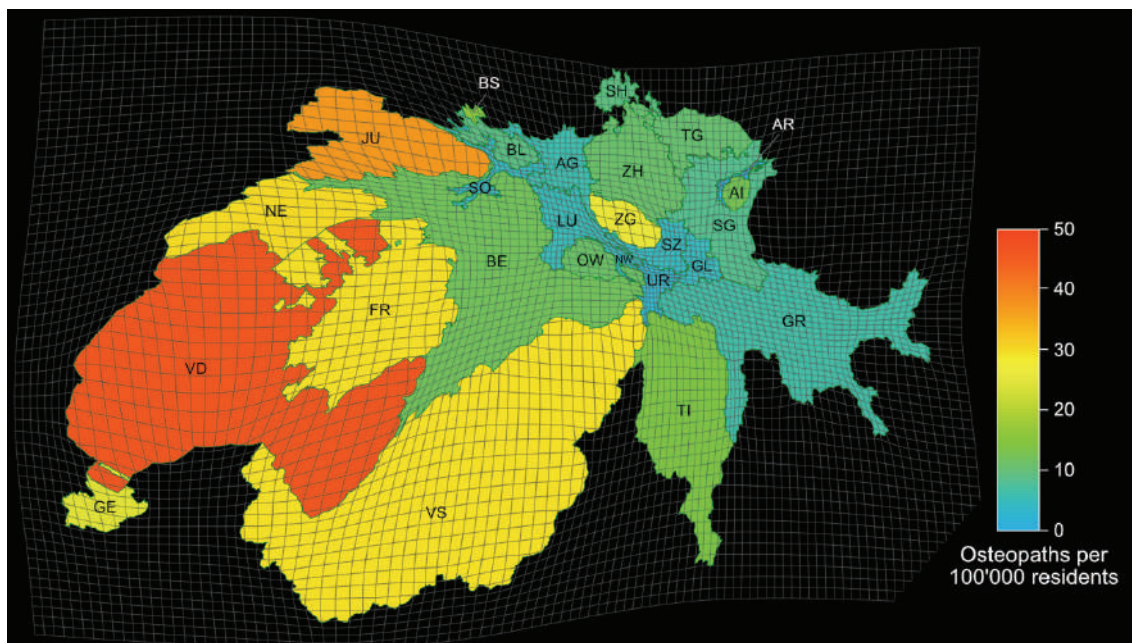 BS
SH
AR
JU
BL
AG
TG
ZH
SO
AI
NE
LU
ZG
SG
SZ
BE
OW
NW
GL
UR
FR
GR
VD
TI
GE
VS
50
40
30
20
10
0
Osteopaths per
100'000 residents